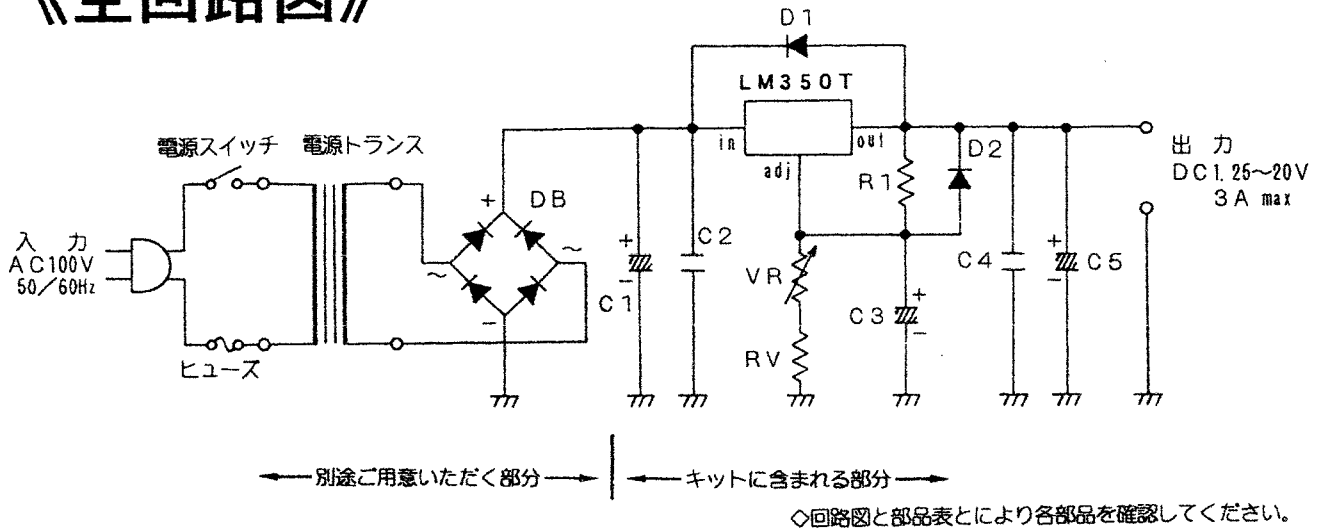 《全回路図》
D1
LM350T
in
out
adj
電源スイッチ
電源トランス
入 力
AC100V
50/60Hz
ヒューズ
+
DB
~
~
-
+
-
C1
C2
R1
D2
VR
RV
+
C3
-
C4
+
C5
-
出 力
DC1.25~20V
3A max
別途ご用意いただく部分
キットに含まれる部分
◇回路図と部品表とにより各部品を確認してください。